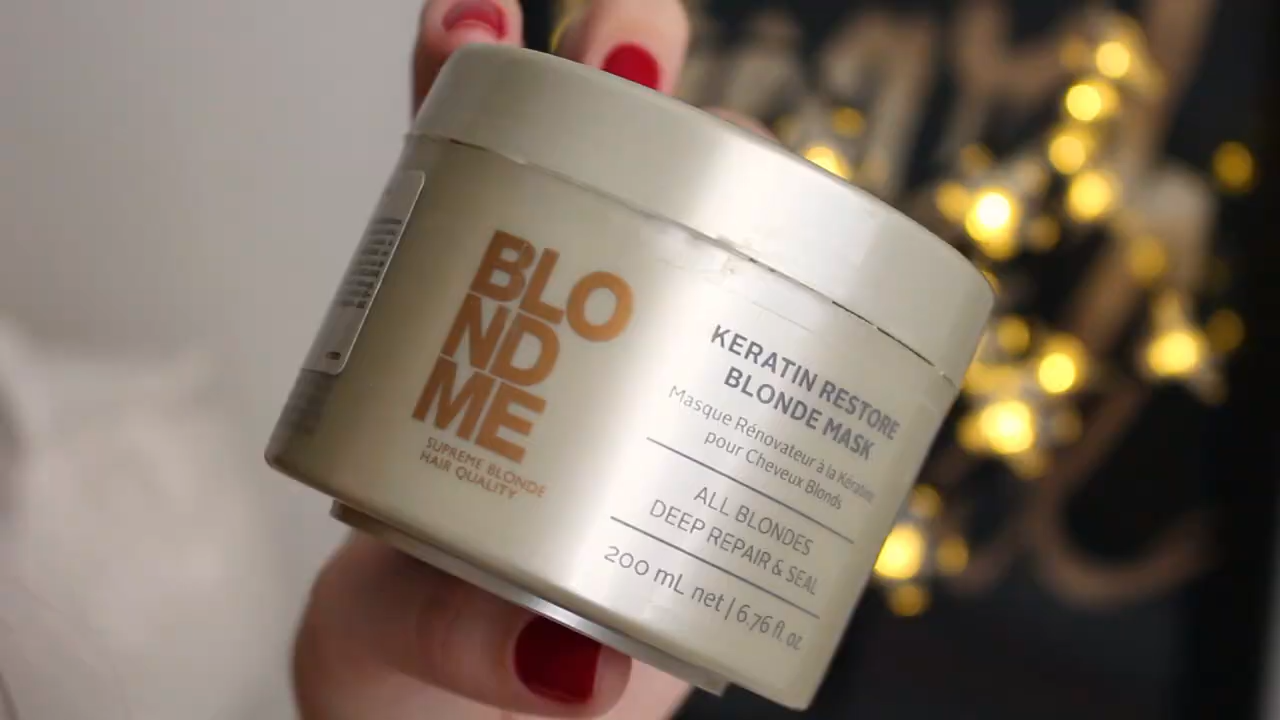 BLO
ND
ME
SUPREME BLONDE
HAIR QUALITY
KERATIN RESTORE
BLONDE MASK
Masque Rénovateur à la Kératine
pour Cheveux Blonds
ALL BLONDES
DEEP REPAIR & SEAL
200 mL net | 6.76 fl. oz